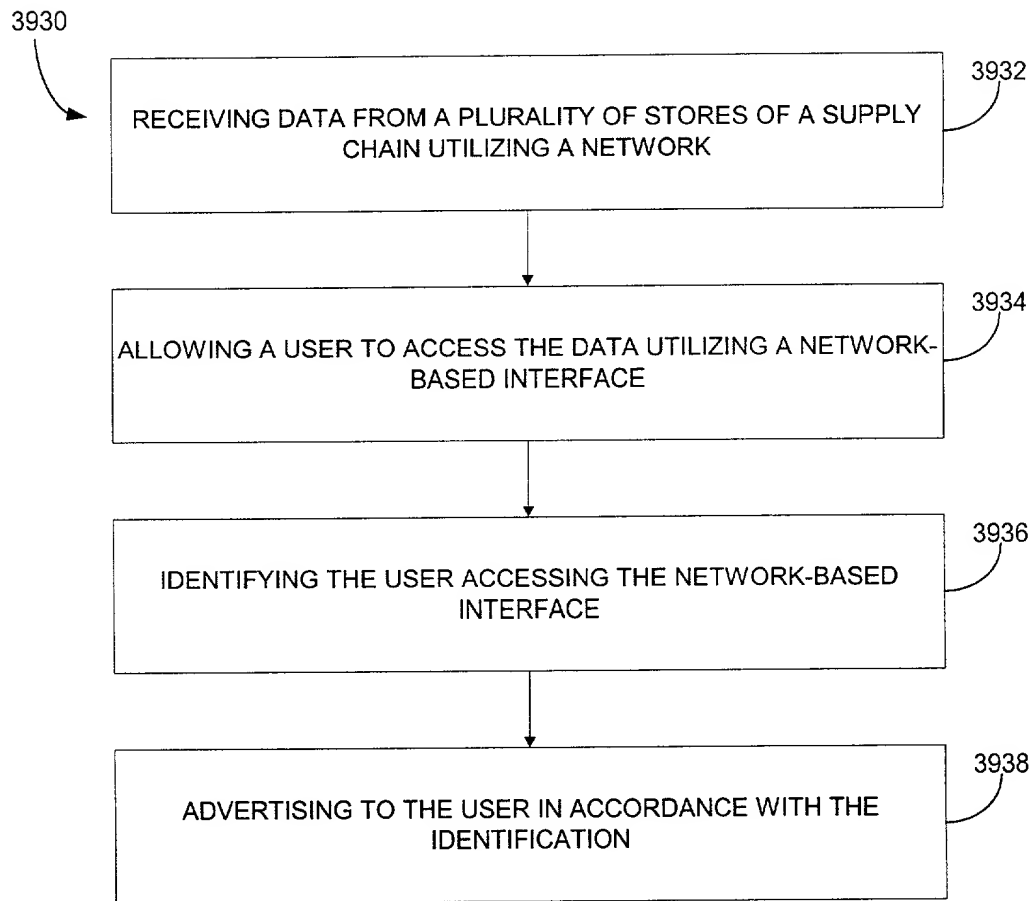 3930
3932
RECEIVING DATA FROM A PLURALITY OF STORES OF A SUPPLY
CHAIN UTILIZING A NETWORK
3934
ALLOWING A USER TO ACCESS THE DATA UTILIZING A NETWORK-
BASED INTERFACE
3936
IDENTIFYING THE USER ACCESSING THE NETWORK-BASED
INTERFACE
3938
ADVERTISING TO THE USER IN ACCORDANCE WITH THE
IDENTIFICATION